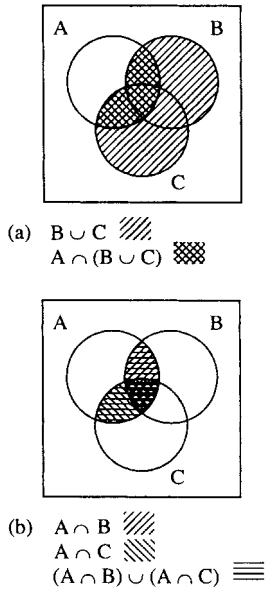 A B
C
(a) B ∪ C
A ∩ (B ∪ C)
A B
C
(b) A ∩ B
A ∩ C
(A ∩ B) ∪ (A ∩ C)